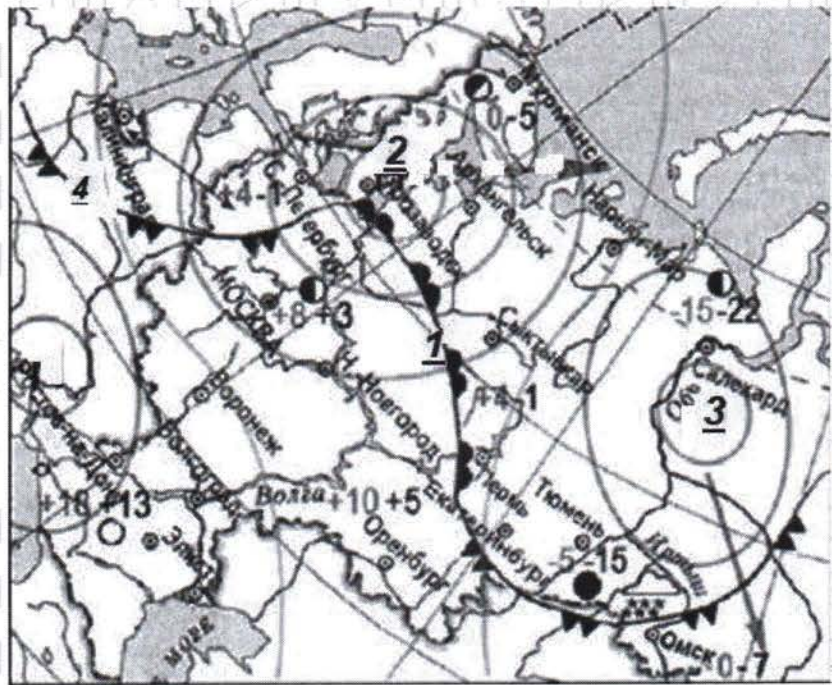 Мурманск
0-5
Калининград
4
2
+4-1
С. Петербург
Петрозаводск
Архангельск
Нарьян-Мар
-15-22
МОСКВА
+8+3
1
Сыктывкар
Салехард
Обь
3
Воронеж
Н. Новгород
1
Волгоград
+13
Волга
+10+5
Пермь
Екатеринбург
Тюмень
-5-15
Иртыш
Элиста
Оренбург
Омск
0-7
МОРЕ